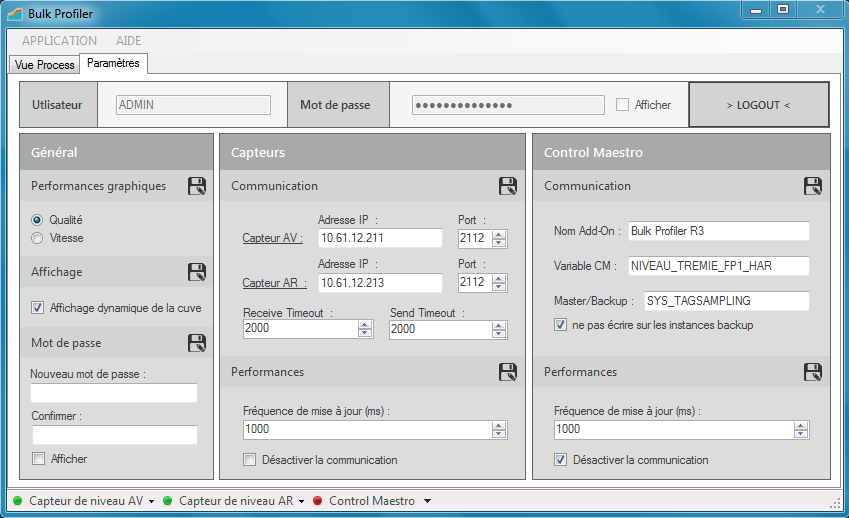 Bulk Profiler
APPLICATION AIDE
Vue Process Paramètres
Utilisateur ADMIN Mot de passe ●●●●●●●●●●●●●● Afficher > LOGOUT <
Général
Performances graphiques
Qualité
Vitesse
Affichage
Affichage dynamique de la cuve
Mot de passe
Nouveau mot de passe :
Confirmer :
Afficher
Capteurs
Communication
Adresse IP : Port :
Capteur AV : 10.61.12.211 2112
Adresse IP : Port :
Capteur AR : 10.61.12.213 2112
Receive Timeout : Send Timeout :
2000 2000
Performances
Fréquence de mise à jour (ms) :
1000
Désactiver la communication
Control Maestro
Communication
Nom Add-On : Bulk Profiler R3
Variable CM : NIVEAU_TREMIE_FP1_HAR
Master/Backup : SYS_TAGSAMPLING
ne pas écrire sur les instances backup
Performances
Fréquence de mise à jour (ms) :
1000
Désactiver la communication
Capteur de niveau AV Capteur de niveau AR Control Maestro